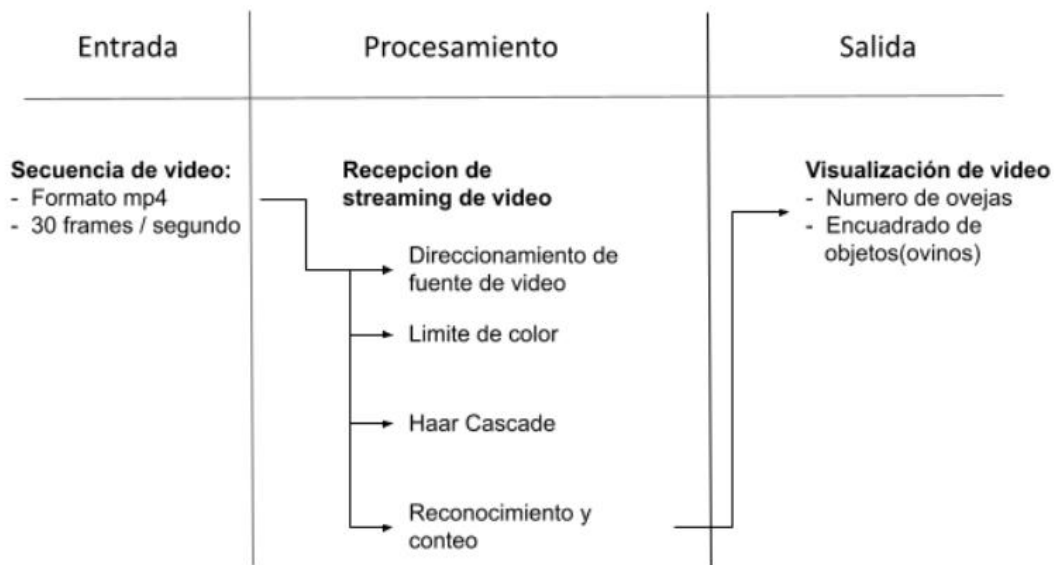 Entrada
Procesamiento
Salida
Secuencia de video:
- Formato mp4
- 30 frames / segundo
Recepcion de
streaming de video
Direccionamiento de
fuente de video
Limite de color
Haar Cascade
Reconocimiento y
conteo
Visualización de video
- Numero de ovejas
- Encuadrado de
objetos(ovinos)